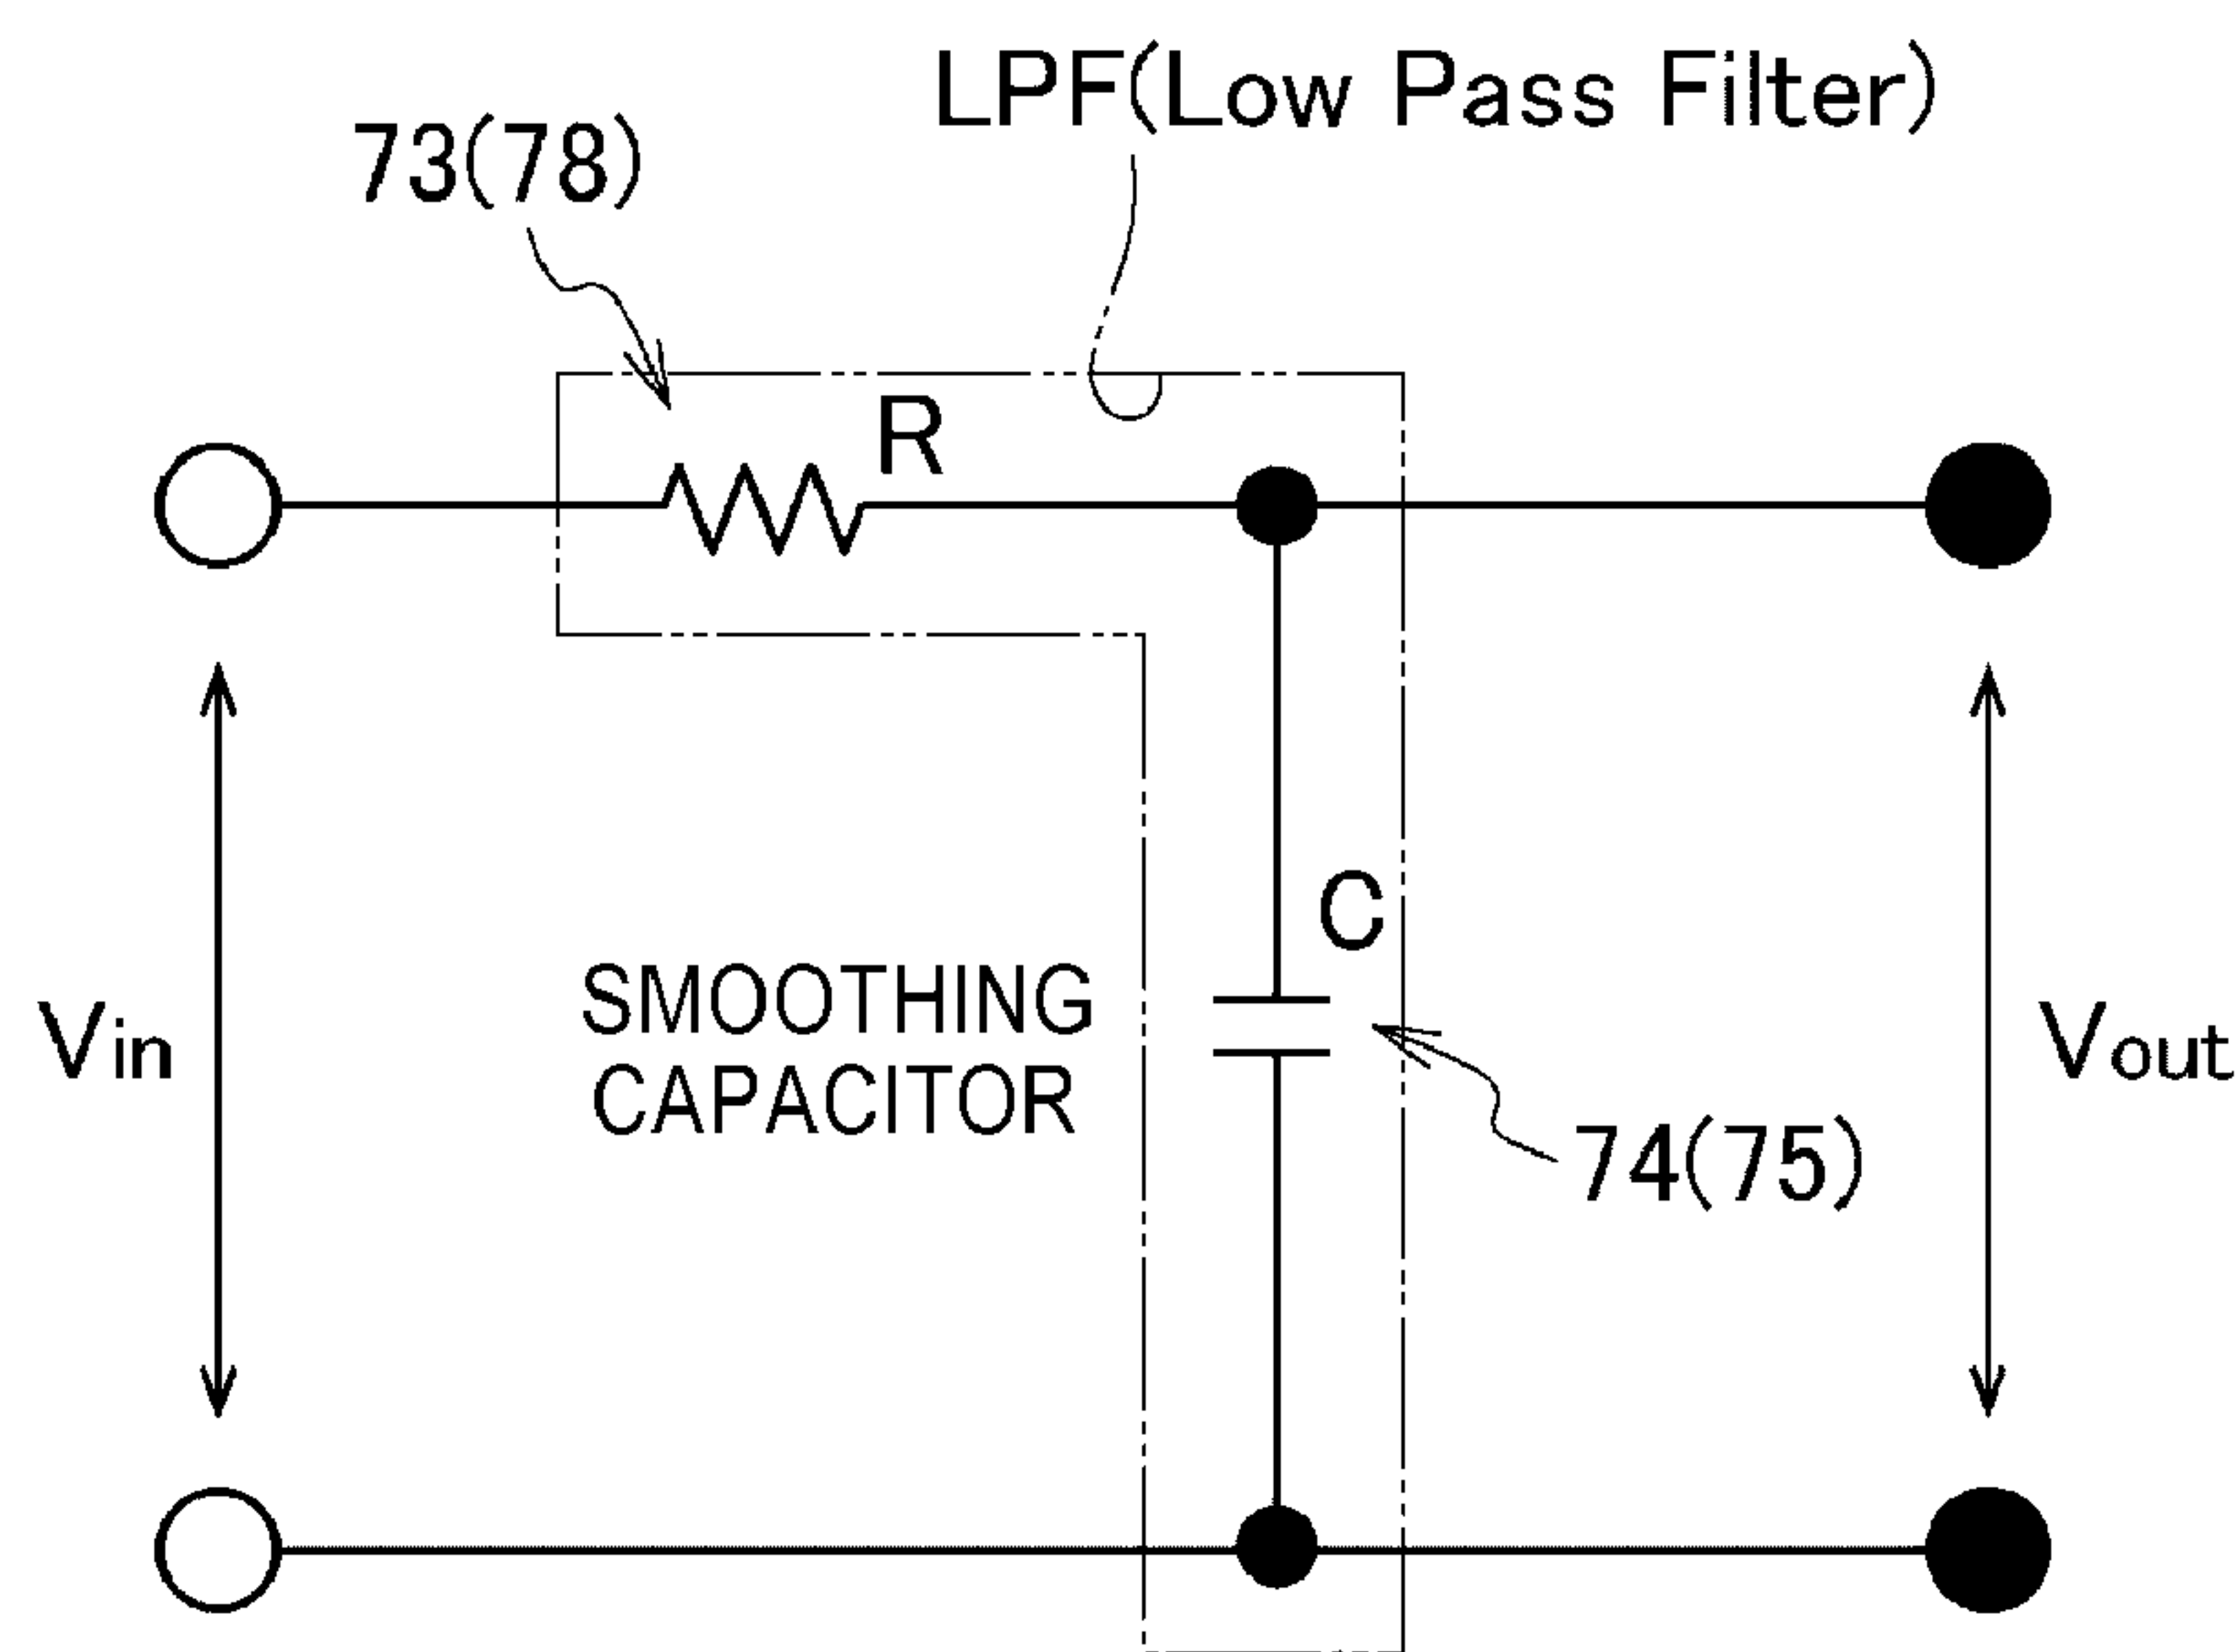 LPF(Low Pass Filter)
73(78)
R
C
SMOOTHING
CAPACITOR
Vin
Vout
74(75)